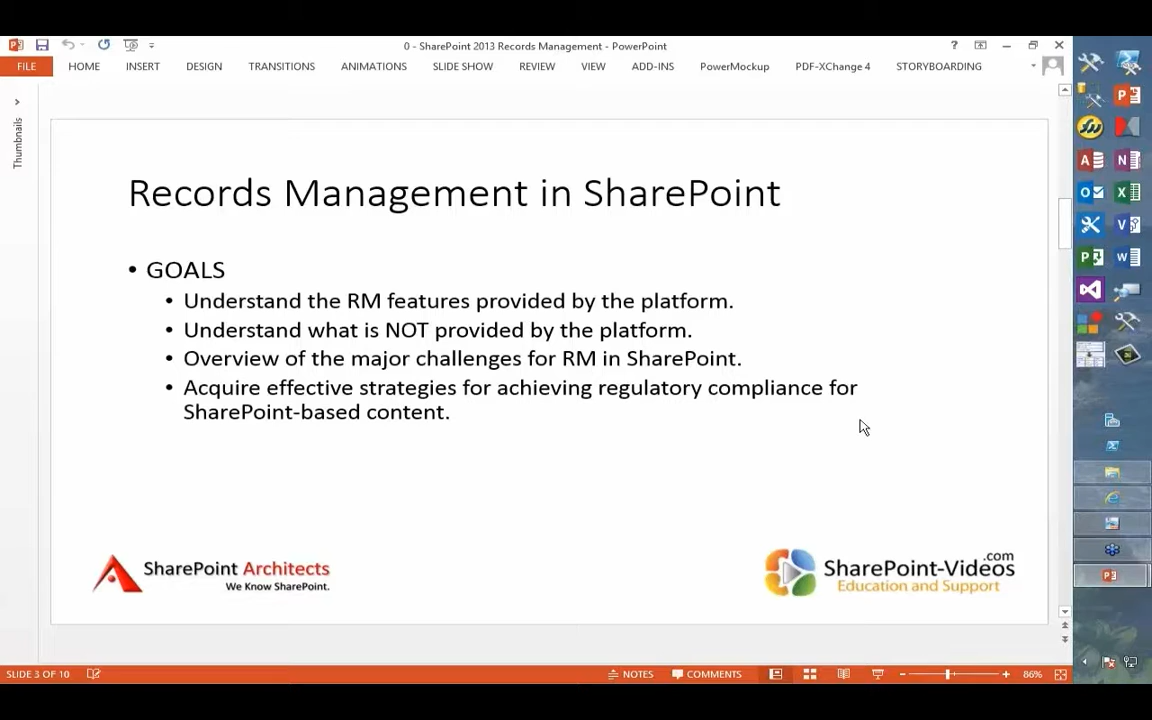 0 - SharePoint 2013 Records Management - PowerPoint
?
FILE HOME INSERT DESIGN TRANSITIONS ANIMATIONS SLIDE SHOW REVIEW VIEW ADD-INS PowerMockup PDF-XChange 4 STORYBOARDING
Thumbnails
Records Management in SharePoint
• GOALS
• Understand the RM features provided by the platform.
• Understand what is NOT provided by the platform.
• Overview of the major challenges for RM in SharePoint.
• Acquire effective strategies for achieving regulatory compliance for
SharePoint-based content.
SharePoint Architects
We Know SharePoint.
.com
SharePoint-Videos
Education and Support
SLIDE 3 OF 10 NOTES COMMENTS 86%